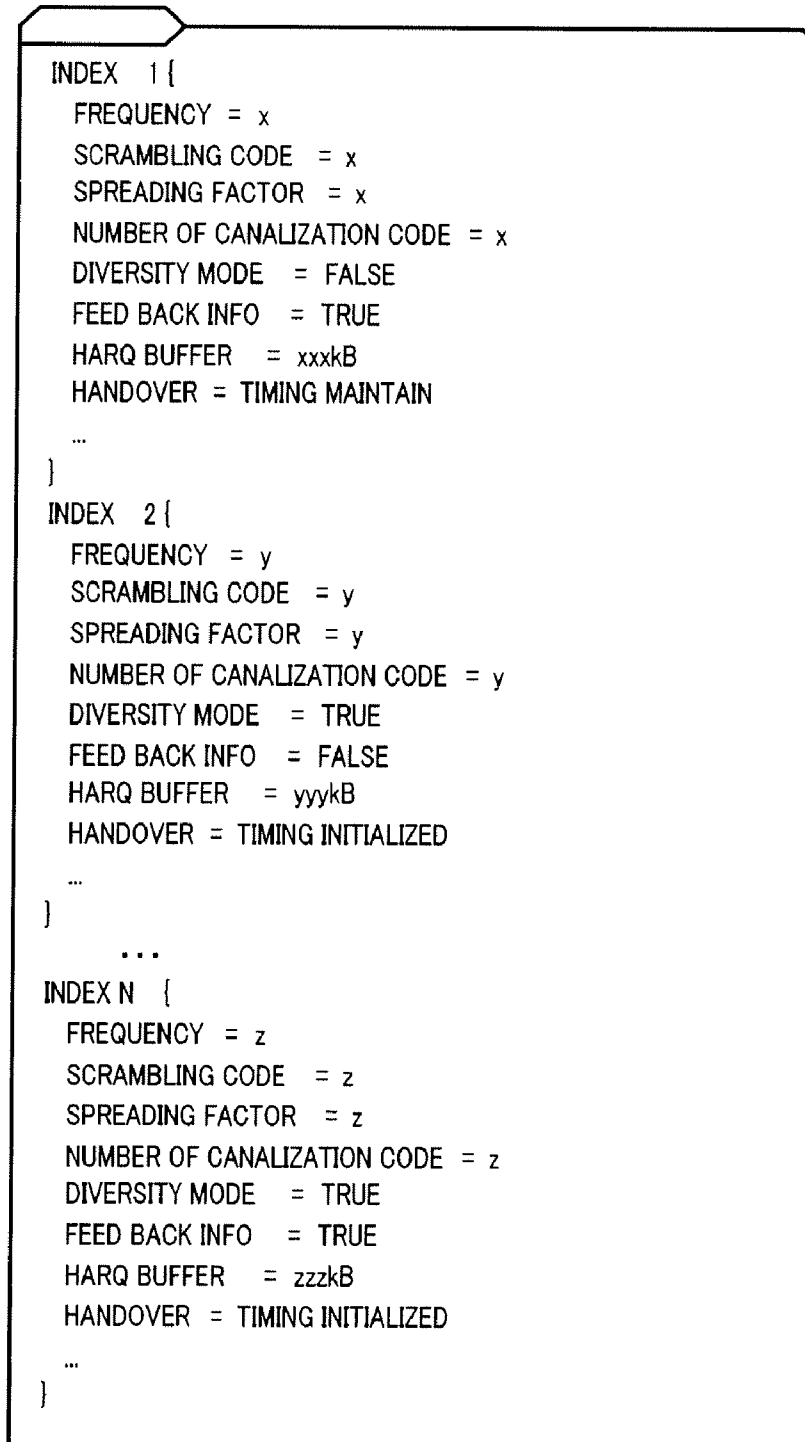 INDEX 1 {
FREQUENCY = x
SCRAMBLING CODE = x
SPREADING FACTOR = x
NUMBER OF CANALIZATION CODE = x
DIVERSITY MODE = FALSE
FEED BACK INFO = TRUE
HARQ BUFFER = xxxkB
HANDOVER = TIMING MAINTAIN
...
}
INDEX 2 {
FREQUENCY = y
SCRAMBLING CODE = y
SPREADING FACTOR = y
NUMBER OF CANALIZATION CODE = y
DIVERSITY MODE = TRUE
FEED BACK INFO = FALSE
HARQ BUFFER = yyykB
HANDOVER = TIMING INITIALIZED
...
}
...
INDEX N {
FREQUENCY = z
SCRAMBLING CODE = z
SPREADING FACTOR = z
NUMBER OF CANALIZATION CODE = z
DIVERSITY MODE = TRUE
FEED BACK INFO = TRUE
HARQ BUFFER = zzzkB
HANDOVER = TIMING INITIALIZED
...
}